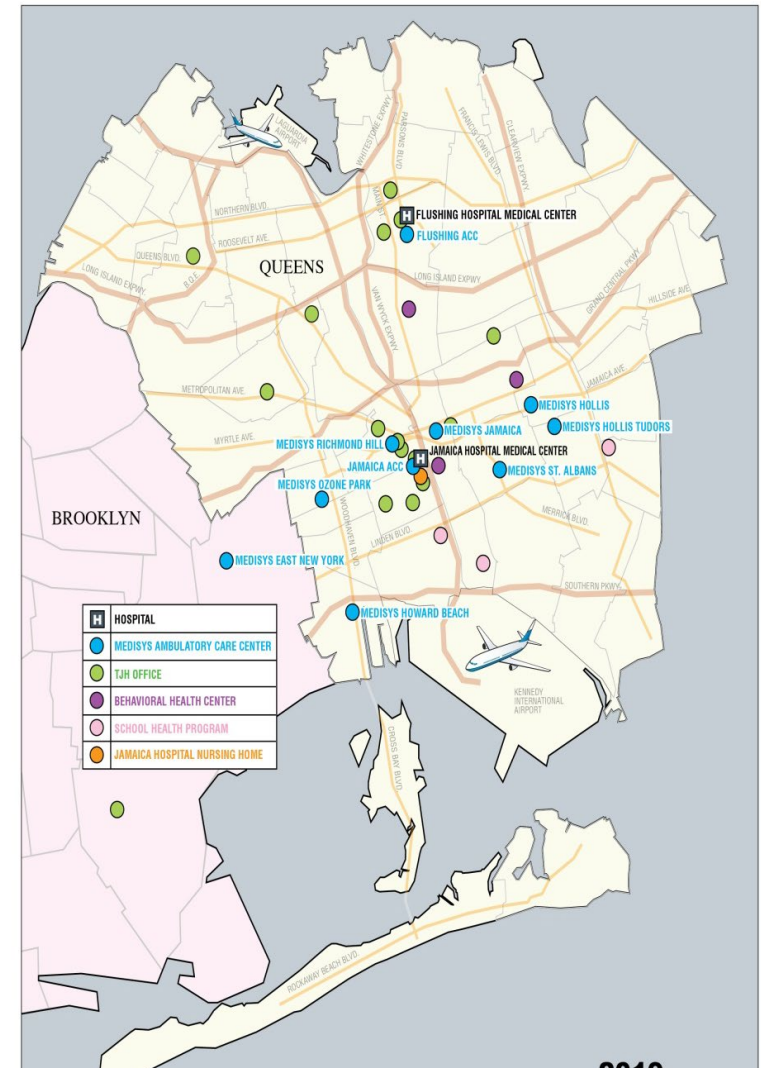 LAGUARDIA
AIRPORT
WHITESTONE EXPWY
PARSONS BLVD
FRANCIS LEWIS BLVD.
CLEARVIEW EXPWY.
MAIN ST
NORTHERN BLVD.
H FLUSHING HOSPITAL MEDICAL CENTER
FLUSHING ACC
ROOSEVELT AVE.
QUEENS BLVD.
QUEENS
LONG ISLAND EXPWY.
B.Q.E.
LONG ISLAND EXPWY
GRAND CENTRAL PKWY
HILLSIDE AVE.
VAN WYCK EXPWY.
JAMAICA AVE.
METROPOLITAN AVE.
MEDISYS HOLLIS
MEDISYS HOLLIS TUDORS
MEDISYS JAMAICA
MYRTLE AVE.
MEDISYS RICHMOND HILL
H JAMAICA HOSPITAL MEDICAL CENTER
JAMAICA ACC
MEDISYS ST. ALBANS
MEDISYS OZONE PARK
BROOKLYN
WOODHAVEN BLVD.
LINDEN BLVD.
MERRICK BLVD.
MEDISYS EAST NEW YORK
SOUTHERN PKWY.
MEDISYS HOWARD BEACH
H HOSPITAL
MEDISYS AMBULATORY CARE CENTER
TJH OFFICE
BEHAVIORAL HEALTH CENTER
SCHOOL HEALTH PROGRAM
JAMAICA HOSPITAL NURSING HOME
KENNEDY
INTERNATIONAL
AIRPORT
CROSS BAY BLVD.
ROCKAWAY BEACH BLVD.